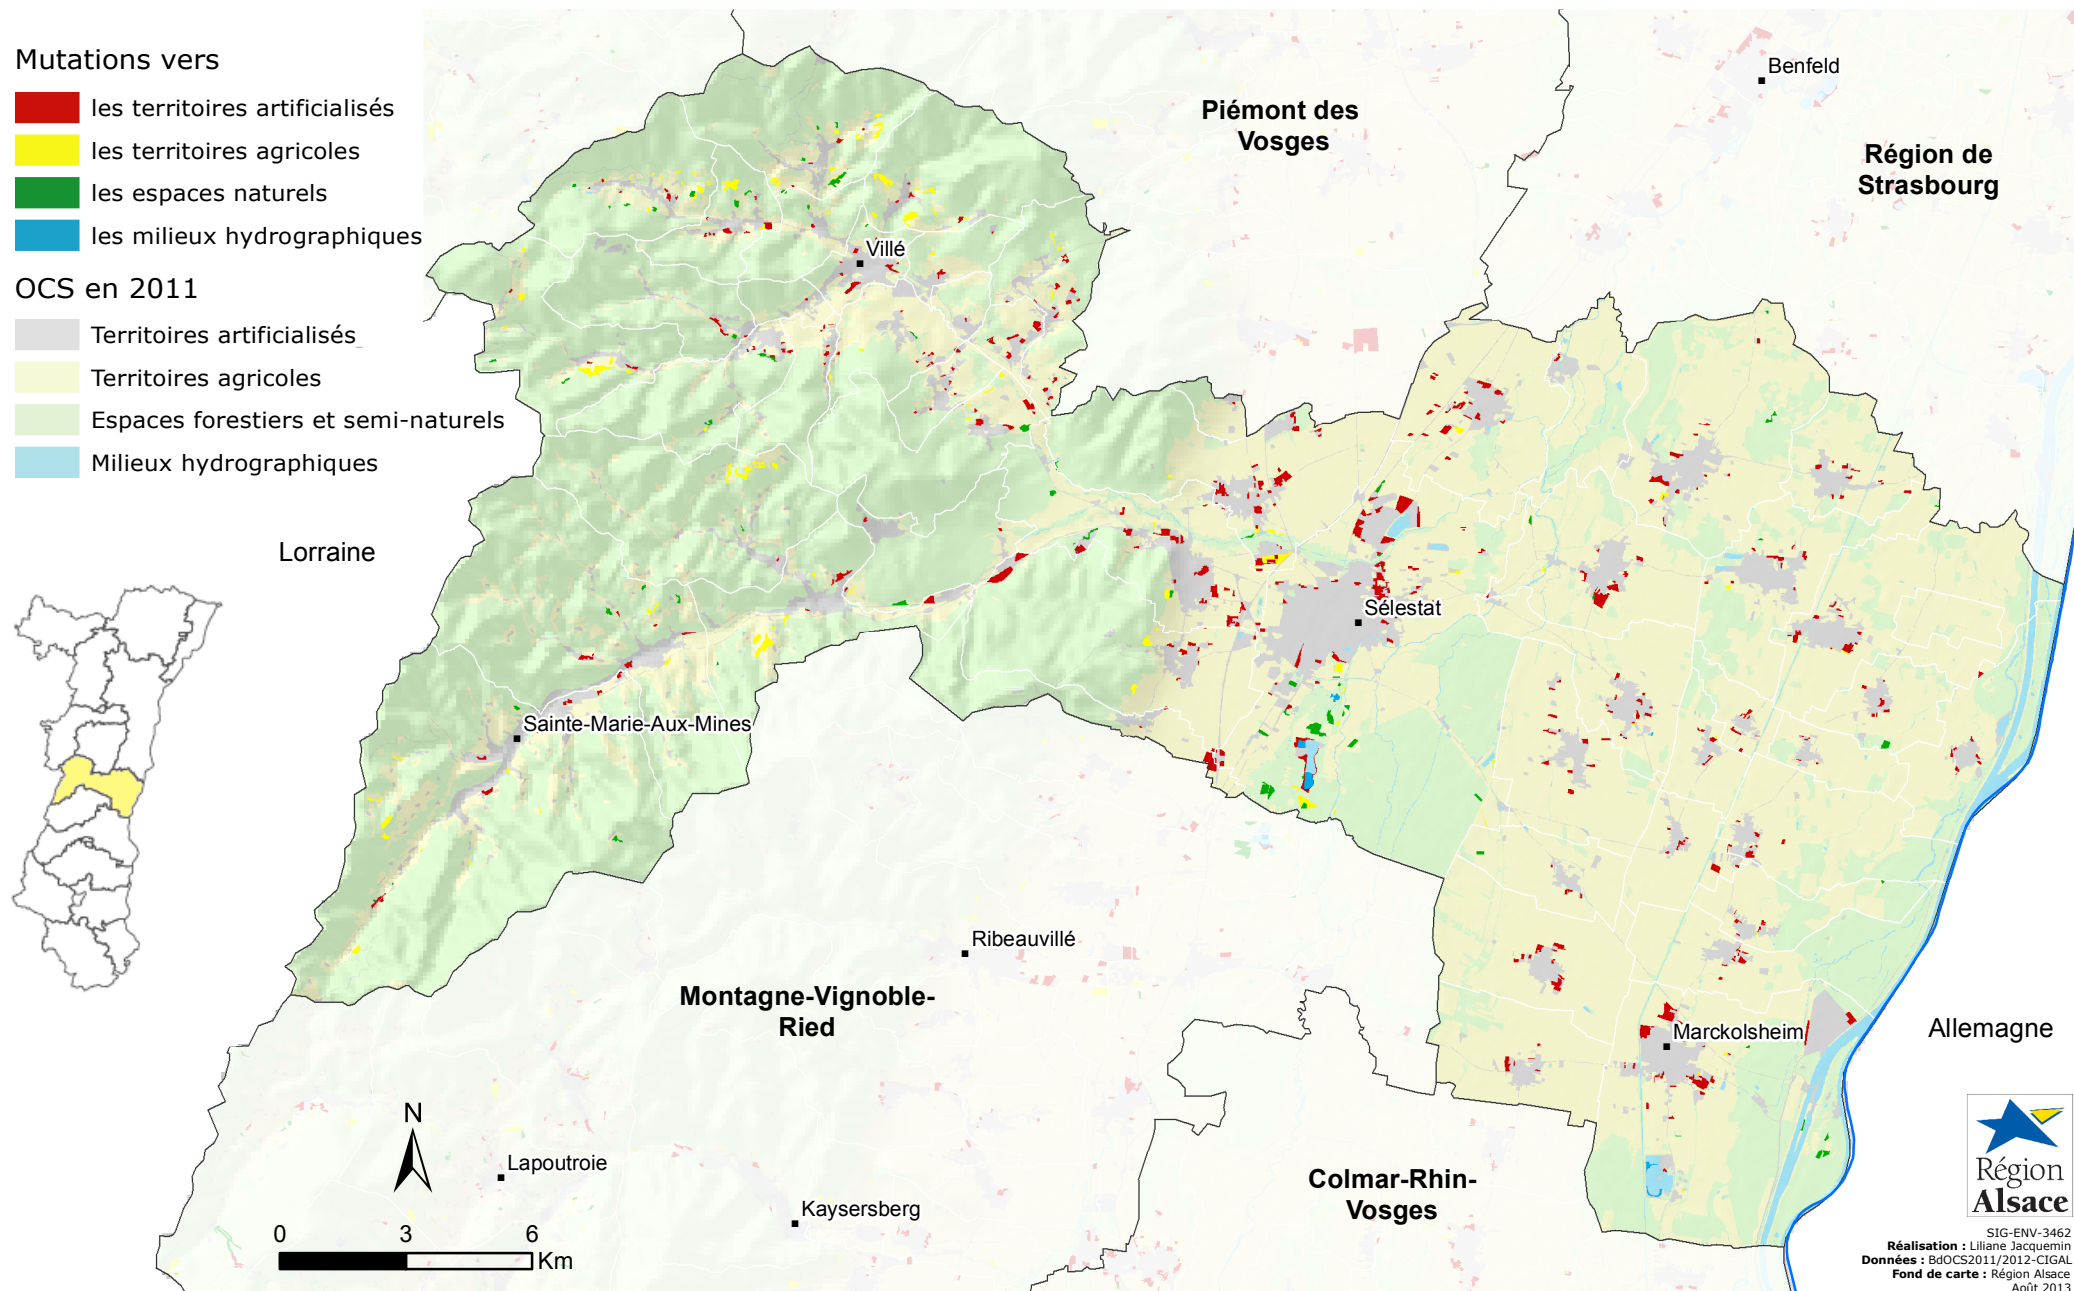 Mutations vers
les territoires artificialisés
les territoires agricoles
les espaces naturels
les milieux hydrographiques
OCS en 2011
Territoires artificialisés
Territoires agricoles
Espaces forestiers et semi-naturels
Milieux hydrographiques
Benfeld
Piémont des
Vosges
Région de
Strasbourg
Villé
Lorraine
Sélestat
Sainte-Marie-Aux-Mines
Ribeauvillé
Montagne-Vignoble-
Ried
Marckolsheim
Allemagne
N
Lapoutroie
Kaysersberg
Colmar-Rhin-
Vosges
0 3 6
Km
Région
Alsace
SIG-ENV-3462
Réalisation : Liliane Jacquemin
Données : BdOCS2011/2012-CIGAL
Fond de carte : Région Alsace
Août 2013